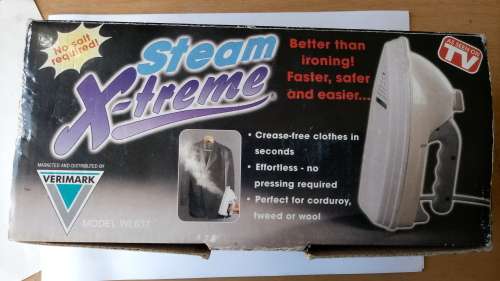 No salt
required!
Steam
X-treme
Better than
ironing!
Faster, safer
and easier...
AS SEEN ON
TV
• Crease-free clothes in
seconds
• Effortless - no
pressing required
• Perfect for corduroy,
tweed or wool
MARKETED AND DISTRIBUTED BY
VERIMARK